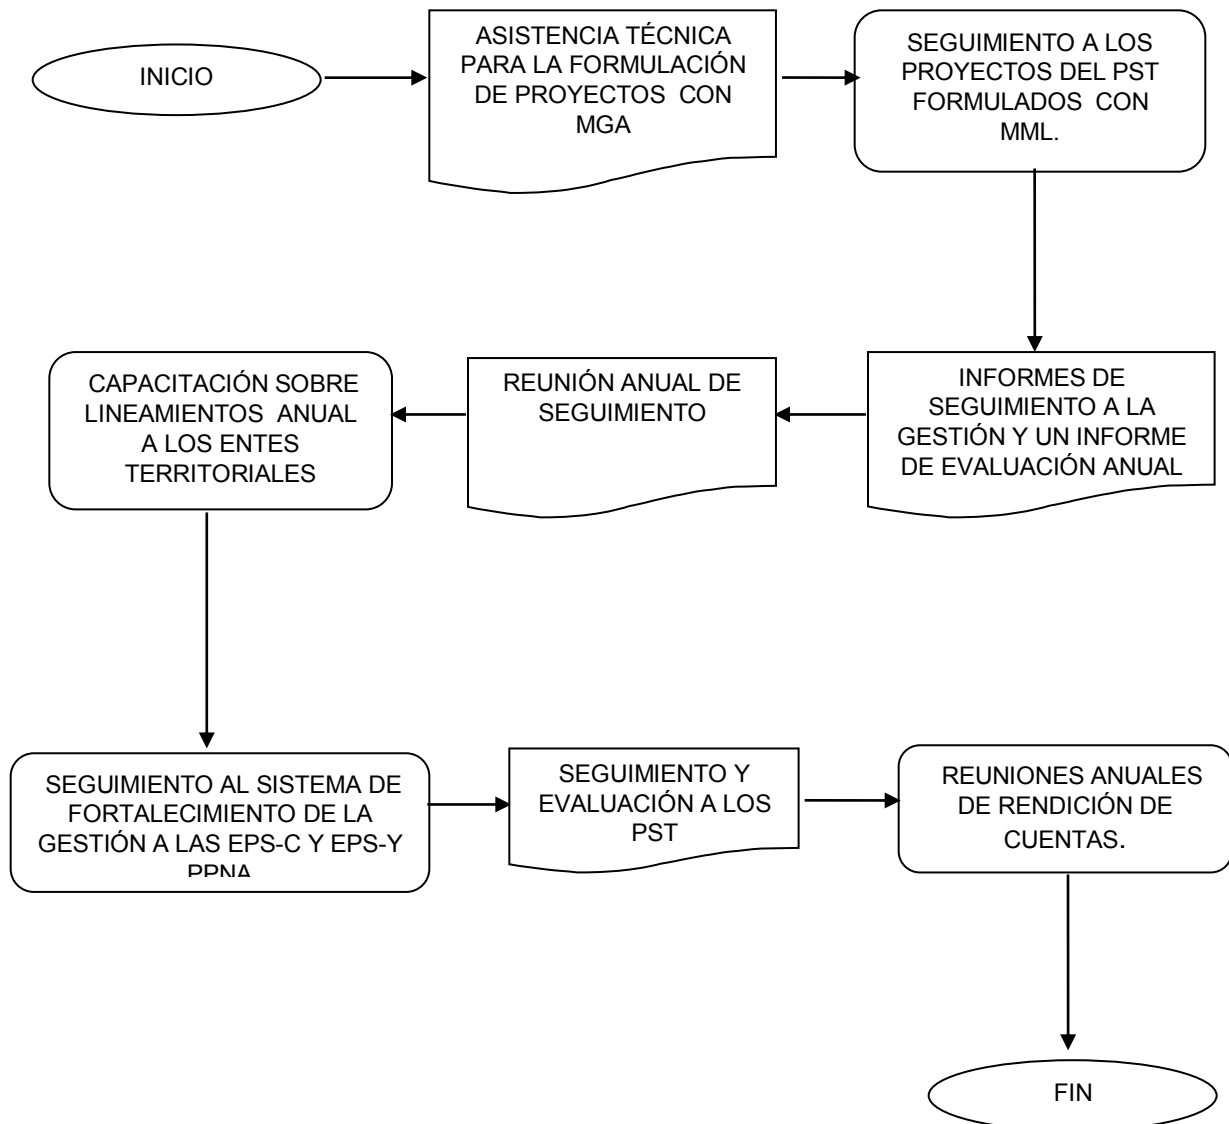 INICIO
ASISTENCIA TÉCNICA
PARA LA FORMULACIÓN
DE PROYECTOS CON
MGA
SEGUIMIENTO A LOS
PROYECTOS DEL PST
FORMULADOS CON
MML.
INFORMES DE
SEGUIMIENTO A LA
GESTIÓN Y UN INFORME
DE EVALUACIÓN ANUAL
REUNIÓN ANUAL DE
SEGUIMIENTO
CAPACITACIÓN SOBRE
LINEAMIENTOS ANUAL
A LOS ENTES
TERRITORIALES
SEGUIMIENTO AL SISTEMA DE
FORTALECIMIENTO DE LA
GESTIÓN A LAS EPS-C Y EPS-Y
PPNA
SEGUIMIENTO Y
EVALUACIÓN A LOS
PST
REUNIONES ANUALES
DE RENDICIÓN DE
CUENTAS.
FIN